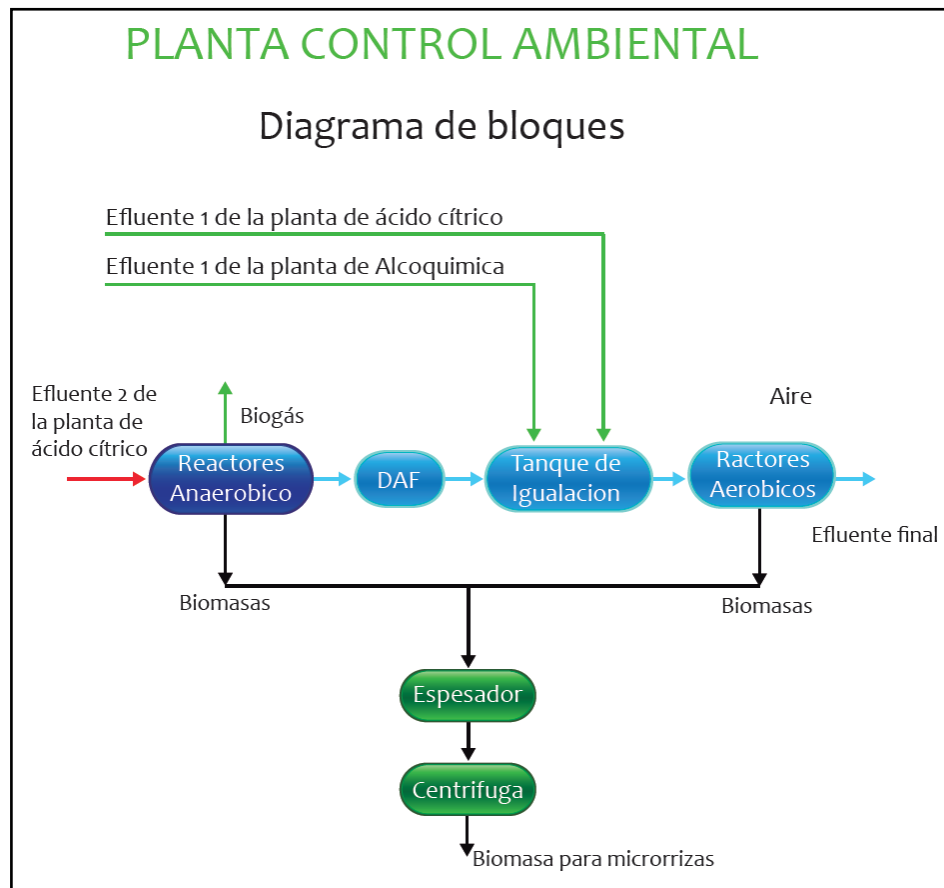 PLANTA CONTROL AMBIENTAL
Diagrama de bloques
Efluente 1 de la planta de ácido cítrico
Efluente 1 de la planta de Alcoquimica
Efluente 2 de
la planta de
ácido cítrico
Biogás
Aire
Reactores
Anaerobico
DAF
Tanque de
Igualacion
Ractores
Aerobicos
Efluente final
Biomasas
Biomasas
Espesador
Centrifuga
Biomasa para microrrizas